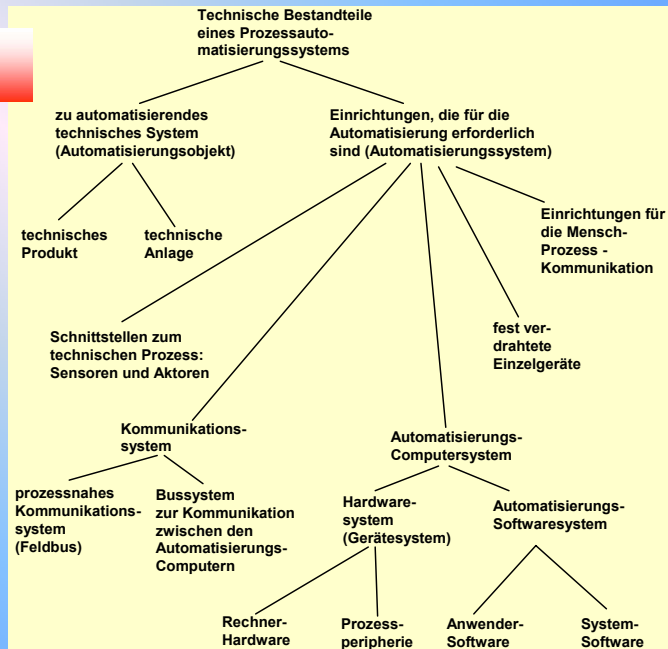 Technische Bestandteile
eines Prozessauto-
matisierungssystems
zu automatisierendes
technisches System
(Automatisierungsobjekt)
Einrichtungen, die für die
Automatisierung erforderlich
sind (Automatisierungssystem)
technisches
Produkt
technische
Anlage
Einrichtungen für
die Mensch-
Prozess -
Kommunikation
Schnittstellen zum
technischen Prozess:
Sensoren und Aktoren
fest ver-
drahtete
Einzelgeräte
Kommunikations-
system
Automatisierungs-
Computersystem
prozessnahes
Kommunikations-
system
(Feldbus)
Bussystem
zur Kommunikation
zwischen den
Automatisierungs-
Computern
Hardware-
system
(Gerätesystem)
Automatisierungs-
Softwaresystem
Rechner-
Hardware
Prozess-
peripherie
Anwender-
Software
System-
Software